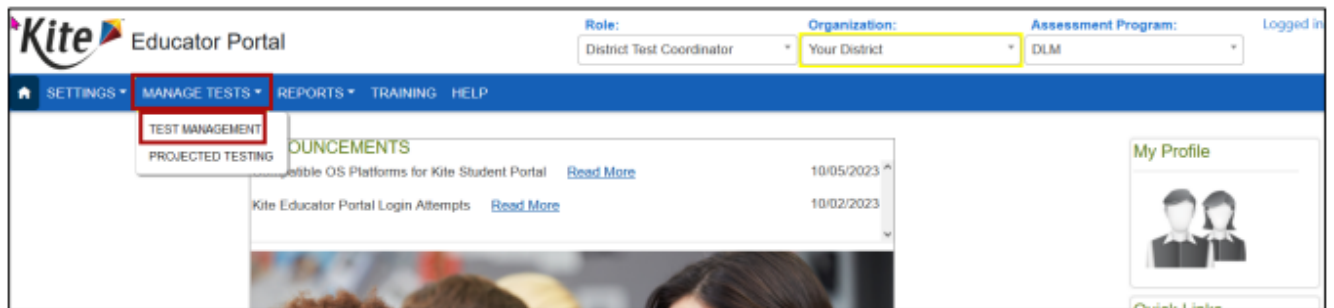 Role: Organization: Assessment Program: Logged in
Kite Educator Portal
District Test Coordinator Your District DLM
SETTINGS MANAGE TESTS REPORTS TRAINING HELP
TEST MANAGEMENT
OUNCEMENTS My Profile
PROJECTED TESTING
patible OS Platforms for Kite Student Portal Read More 10/05/2023
Kite Educator Portal Login Attempts Read More 10/02/2023
Quick Links